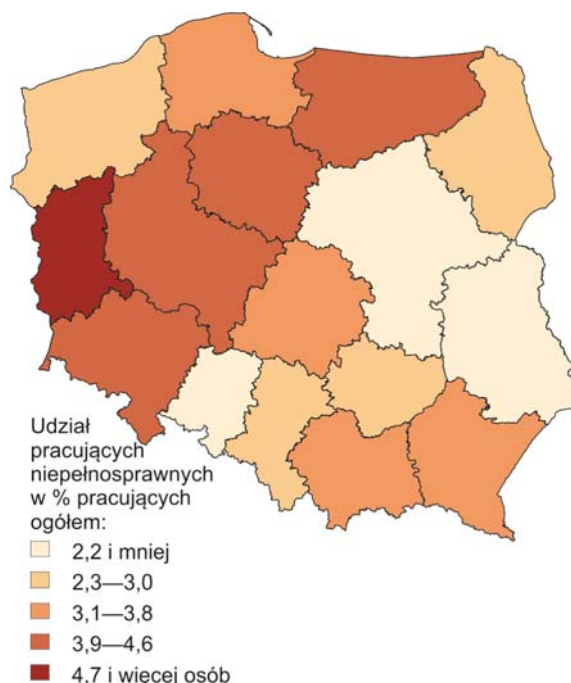 Udział
pracujących
niepełnosprawnych
w % pracujących
ogółem:
2,2 i mniej
2,3—3,0
3,1—3,8
3,9—4,6
4,7 i więcej osób